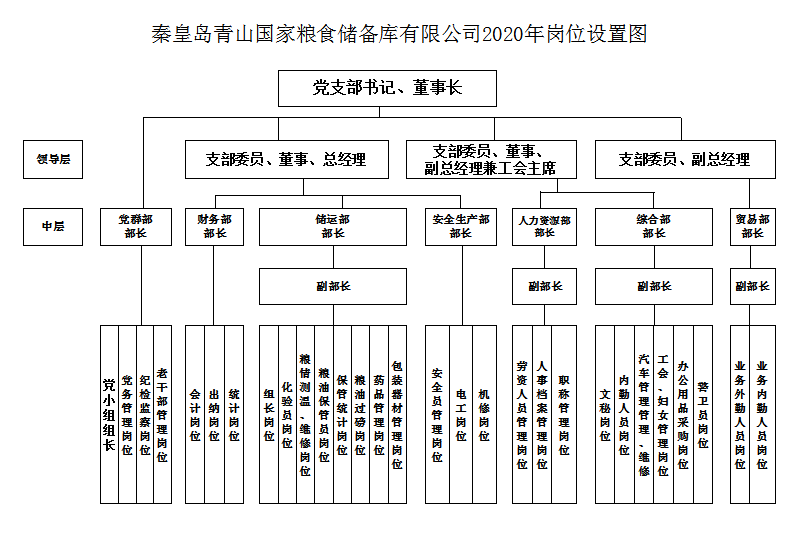 秦皇岛青山国家粮食储备库有限公司2020年岗位设置图
党支部书记、董事长
领导层
支部委员、董事、总经理
支部委员、董事、
副总经理兼工会主席
支部委员、副总经理
中层
党群部
部长
财务部
部长
储运部
部长
安全生产部
部长
人力资源部
部长
综合部
部长
贸易部
部长
副部长
副部长
副部长
副部长
党小组组长
党务管理岗位
纪检监察岗位
老干部管理岗位
会计岗位
出纳岗位
统计岗位
组长岗位
化验员岗位
粮情测温、维修岗位
粮油保管员岗位
保管统计岗位
粮油过磅岗位
药品管理岗位
包装器材管理岗位
安全员管理岗位
电工岗位
机修岗位
劳资人员管理岗位
人事档案管理岗位
职称管理岗位
文秘岗位
内勤人员岗位
汽车管理管理、维修
工会、妇女管理岗位
办公用品采购岗位
警卫员岗位
业务外勤人员岗位
业务内勤人员岗位